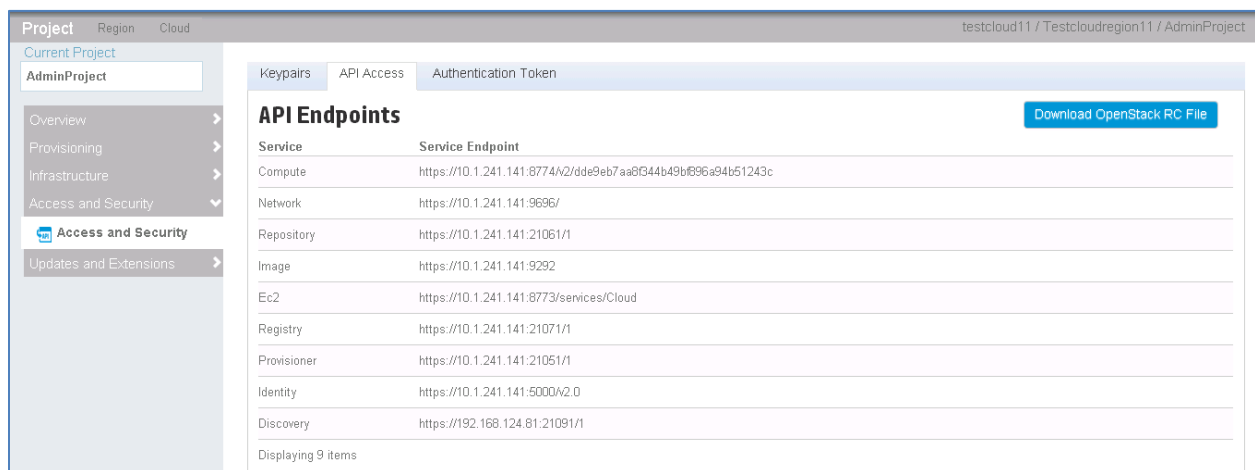 Project Region Cloud testcloud11 / Testcloudregion11 / AdminProject
Current Project
AdminProject
Overview
Provisioning
Infrastructure
Access and Security
Access and Security
Updates and Extensions
Keypairs API Access Authentication Token
API Endpoints Download OpenStack RC File
Service Service Endpoint
Compute https://10.1.241.141:8774/v2/dde9eb7aa8f344b49bf896a94b51243c
Network https://10.1.241.141:9696/
Repository https://10.1.241.141:21061/1
Image https://10.1.241.141:9292
Ec2 https://10.1.241.141:8773/services/Cloud
Registry https://10.1.241.141:21071/1
Provisioner https://10.1.241.141:21051/1
Identity https://10.1.241.141:5000/v2.0
Discovery https://192.168.124.81:21091/1
Displaying 9 items